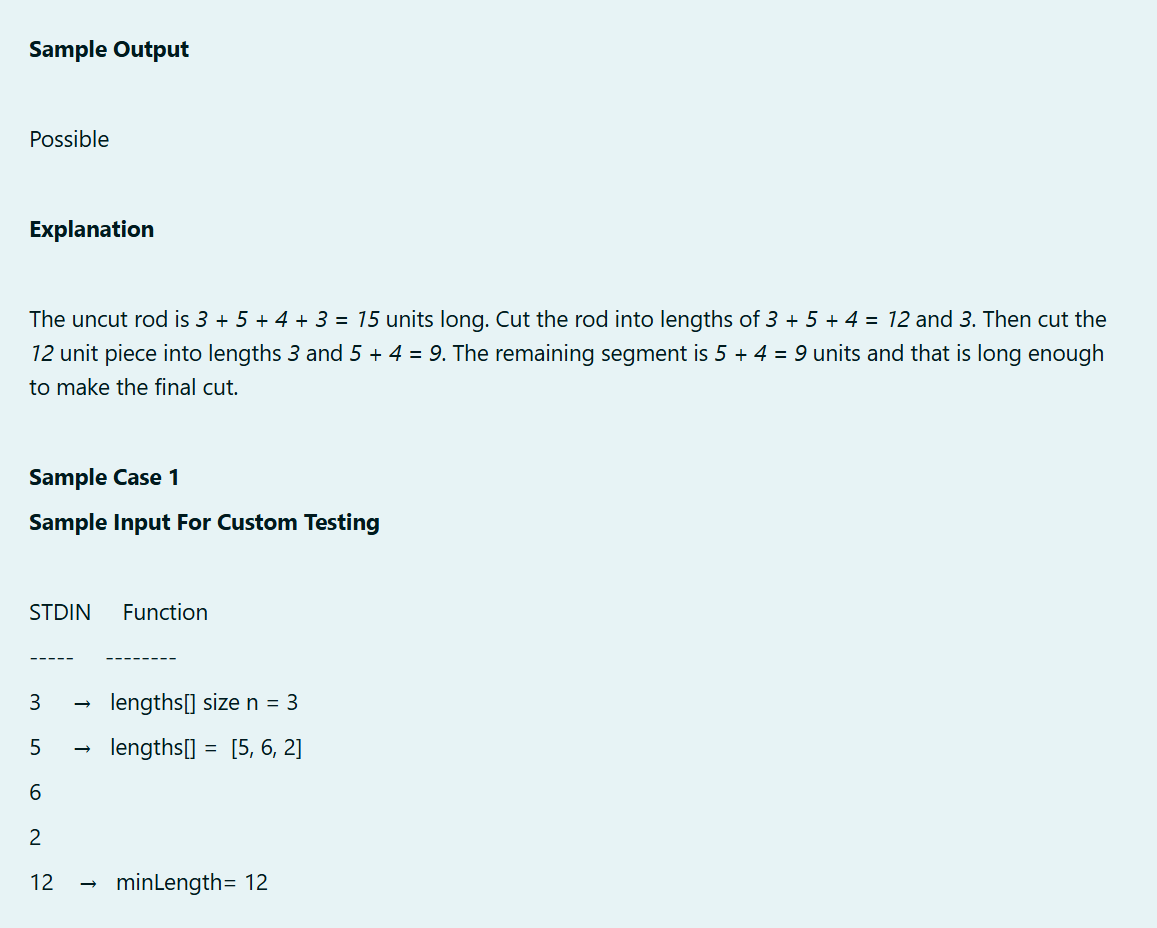 Sample Output
Possible
Explanation
The uncut rod is 3 + 5 + 4 + 3 = 15 units long. Cut the rod into lengths of 3 + 5 + 4 = 12 and 3. Then cut the
12 unit piece into lengths 3 and 5 + 4 = 9. The remaining segment is 5 + 4 = 9 units and that is long enough
to make the final cut.
Sample Case 1
Sample Input For Custom Testing
STDIN Function
----- --------
3 → lengths[] size n = 3
5 → lengths[] = [5, 6, 2]
6
2
12 → minLength= 12